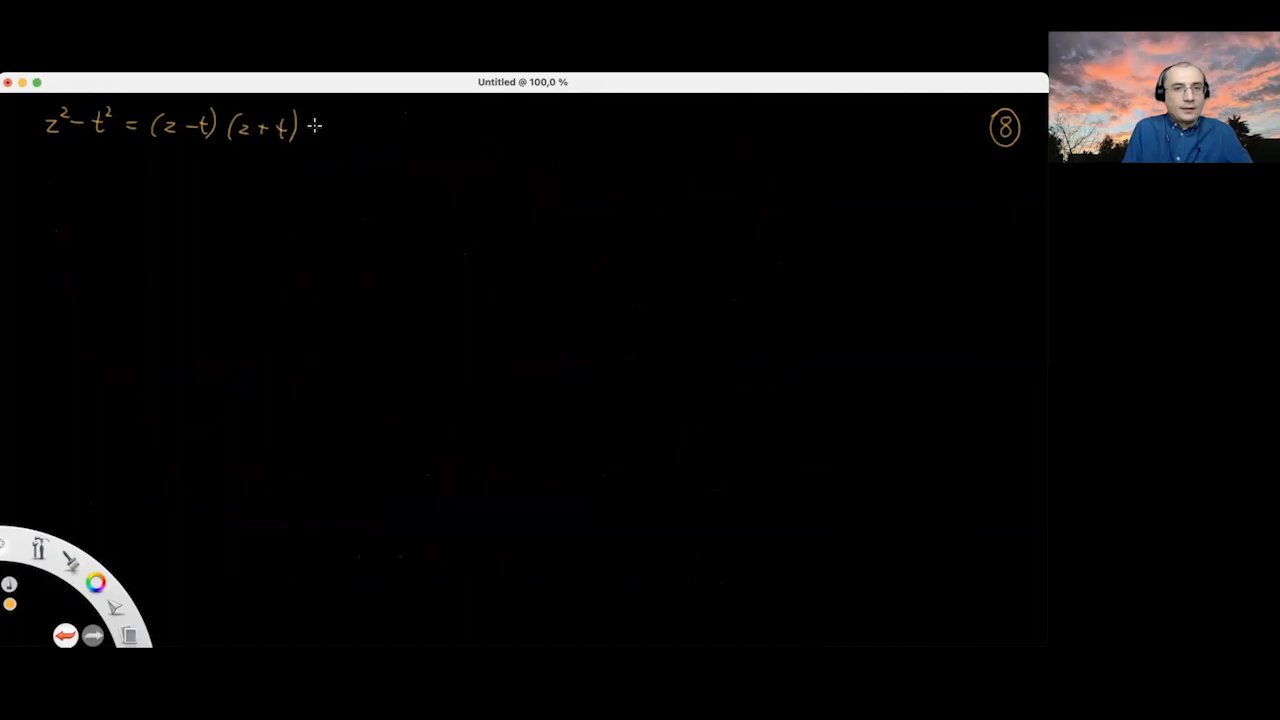 Untitled @ 100,0 %
z² - t² = (z - t) (z + t)
8